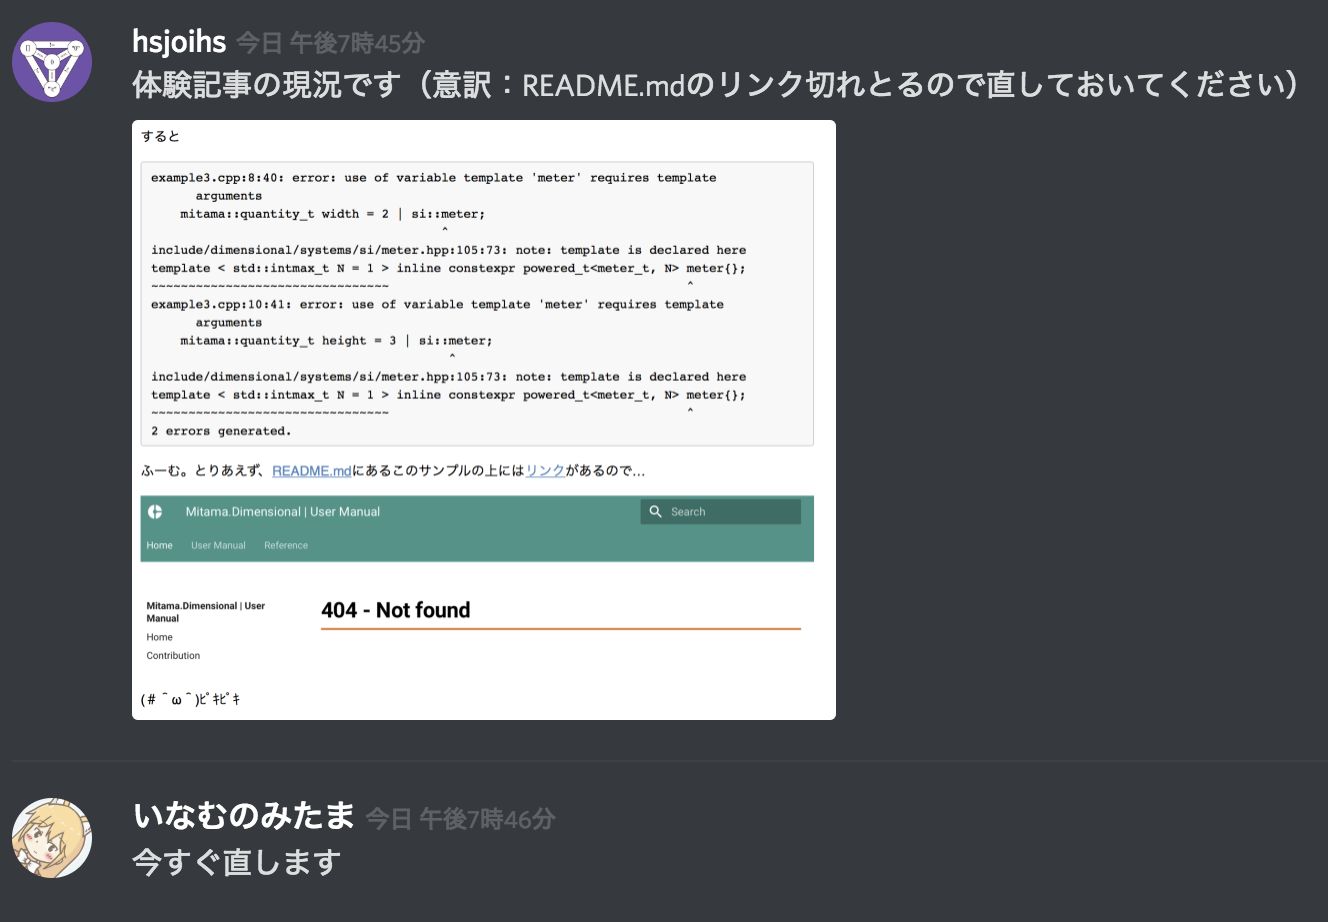 hsjoihs 今日 午後7時45分
体験記事の現況です（意訳：README.mdのリンク切れとるので直しておいてください）
すると
example3.cpp:8:40: error: use of variable template 'meter' requires template
arguments
mitama::quantity_t width = 2 | si::meter;
^
include/dimensional/systems/si/meter.hpp:105:73: note: template is declared here
template < std::intmax_t N = 1 > inline constexpr powered_t<meter_t, N> meter{};
~~~~~~~~~~~~~~~~~~~~~~~~~~~~~~~~ ^
example3.cpp:10:41: error: use of variable template 'meter' requires template
arguments
mitama::quantity_t height = 3 | si::meter;
^
include/dimensional/systems/si/meter.hpp:105:73: note: template is declared here
template < std::intmax_t N = 1 > inline constexpr powered_t<meter_t, N> meter{};
~~~~~~~~~~~~~~~~~~~~~~~~~~~~~~~~ ^
2 errors generated.
ふーむ。とりあえず、README.mdにあるこのサンプルの上にはリンクがあるので…
Mitama.Dimensional | User Manual
Search
Home User Manual Reference
Mitama.Dimensional | User
Manual
Home
Contribution
404 - Not found
(#＾ω＾)ﾋﾟｷﾋﾟｷ
いなむのみたま 今日 午後7時46分
今すぐ直します